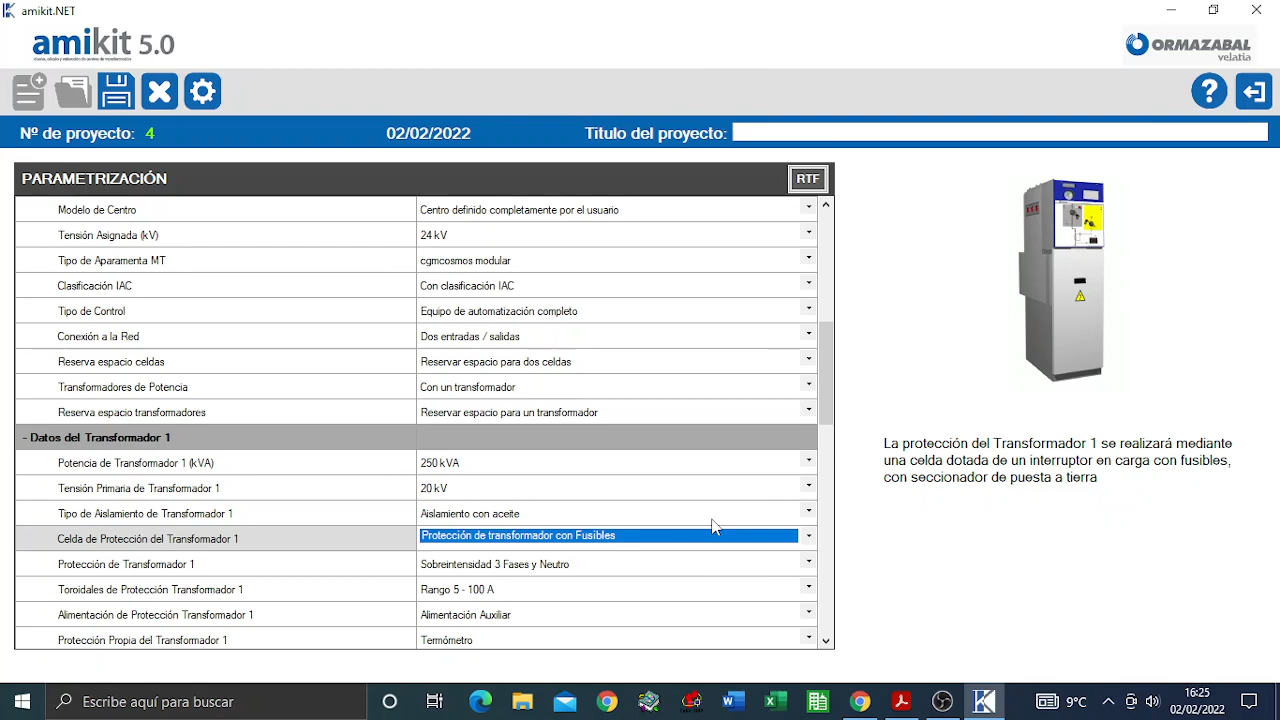 amikit.NET
amikit 5.0
ORMAZABAL
velatia
Nº de proyecto: 4
02/02/2022
Titulo del proyecto:
PARAMETRIZACIÓN
RTF
Modelo de Centro
Centro definido completamente por el usuario
Tensión Asignada (kV)
24 kV
Tipo de Aparamenta MT
cgmcosmos modular
Clasificación IAC
Con clasificación IAC
Tipo de Control
Equipo de automatización completo
Conexión a la Red
Dos entradas / salidas
Reserva espacio celdas
Reservar espacio para dos celdas
Transformadores de Potencia
Con un transformador
Reserva espacio transformadores
Reservar espacio para un transformador
- Datos del Transformador 1
Potencia de Transformador 1 (kVA)
250 kVA
Tensión Primaria de Transformador 1
20 kV
Tipo de Aislamiento de Transformador 1
Aislamiento con aceite
Celda de Protección del Transformador 1
Protección de transformador con Fusibles
Protección de Transformador 1
Sobreintensidad 3 Fases y Neutro
Toroidales de Protección Transformador 1
Rango 5 - 100 A
Alimentación de Protección Transformador 1
Alimentación Auxiliar
Protección Propia del Transformador 1
Termómetro
La protección del Transformador 1 se realizará mediante
una celda dotada de un interruptor en carga con fusibles,
con seccionador de puesta a tierra
Escribe aquí para buscar
9°C
16:25
02/02/2022